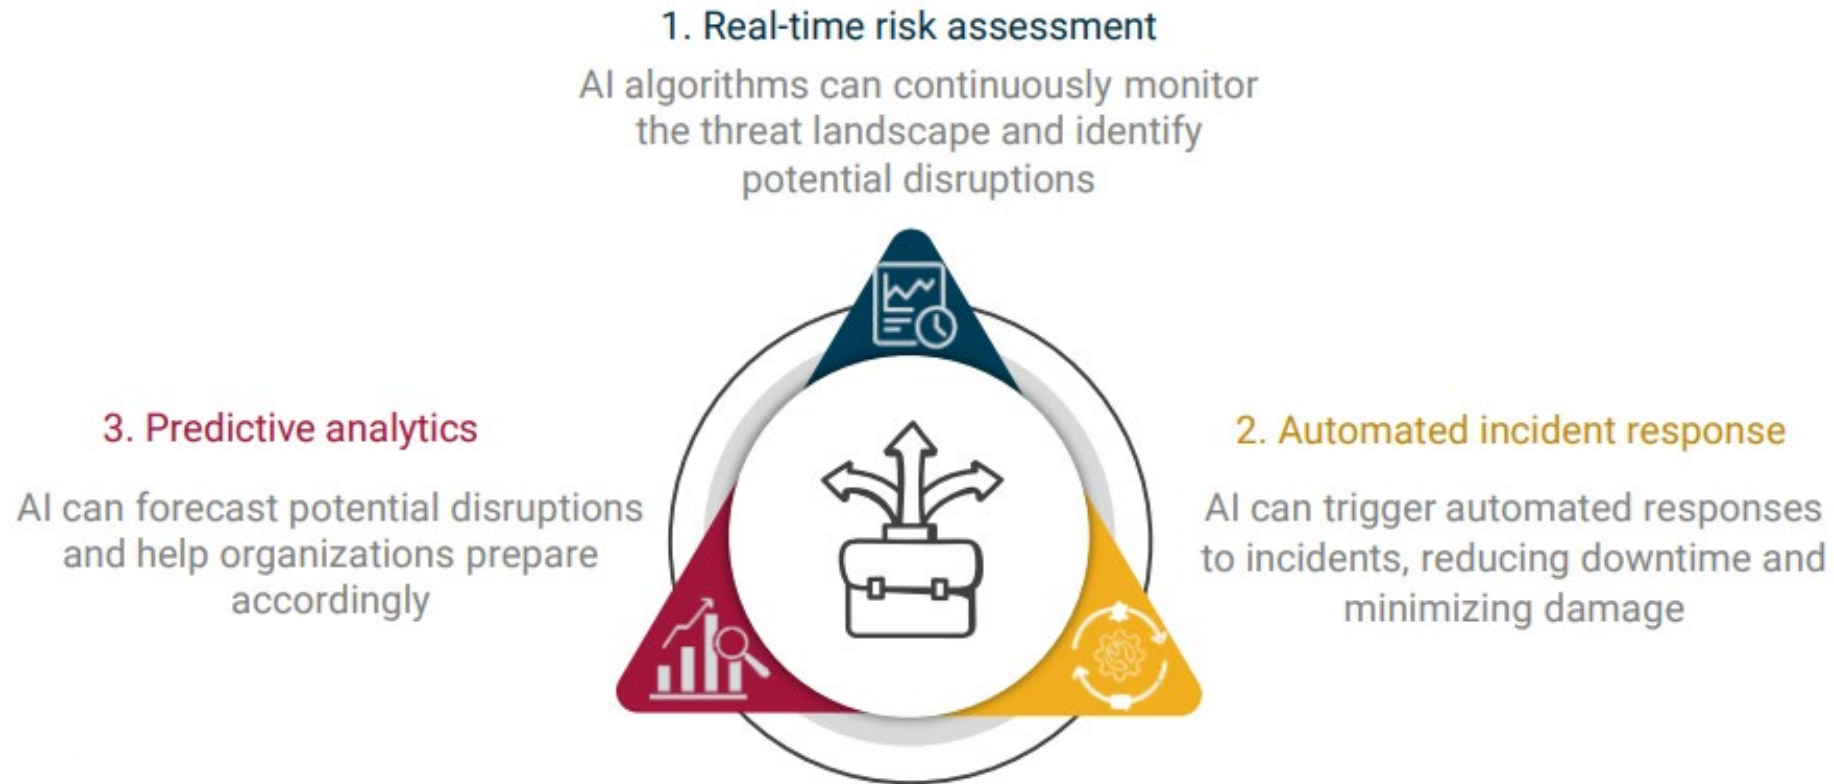 1. Real-time risk assessment
AI algorithms can continuously monitor
the threat landscape and identify
potential disruptions
2. Automated incident response
AI can trigger automated responses
to incidents, reducing downtime and
minimizing damage
3. Predictive analytics
AI can forecast potential disruptions
and help organizations prepare
accordingly